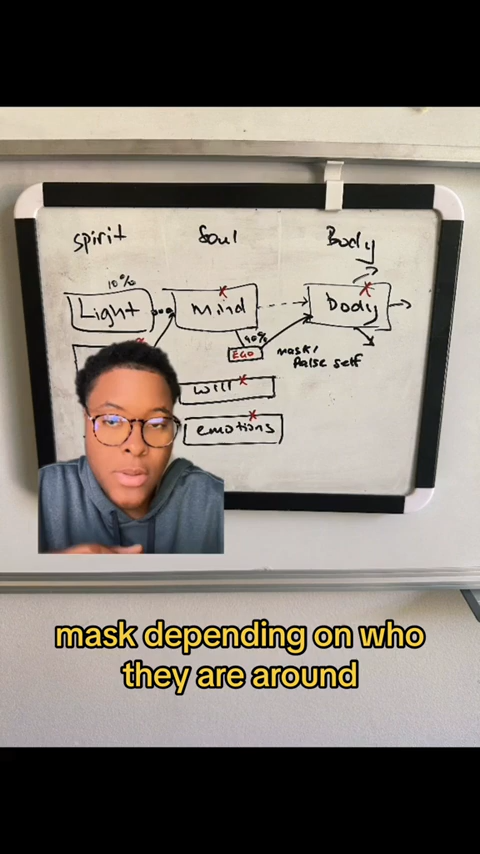 spirit Soul Body
10%
Light mind body
90%
EGO mask/
false self
will
emotions
mask depending on who
they are around